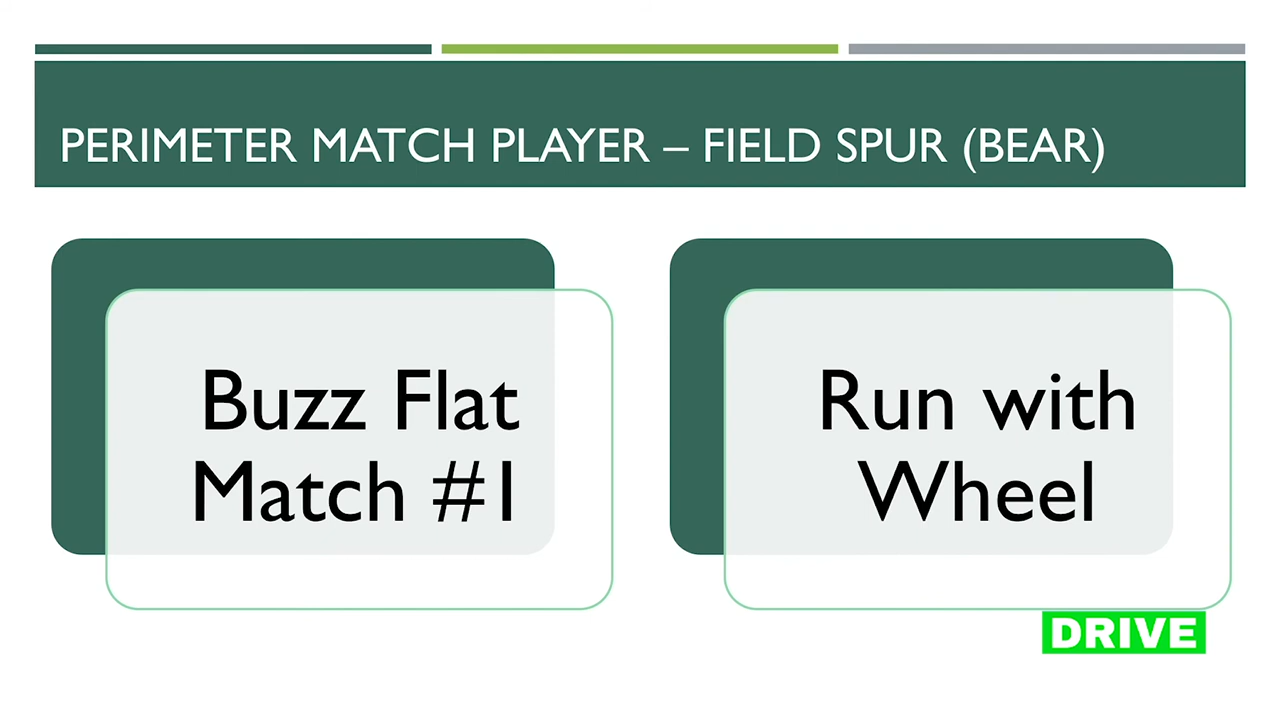 PERIMETER MATCH PLAYER – FIELD SPUR (BEAR)
Buzz Flat
Match #1
Run with
Wheel
DRIVE